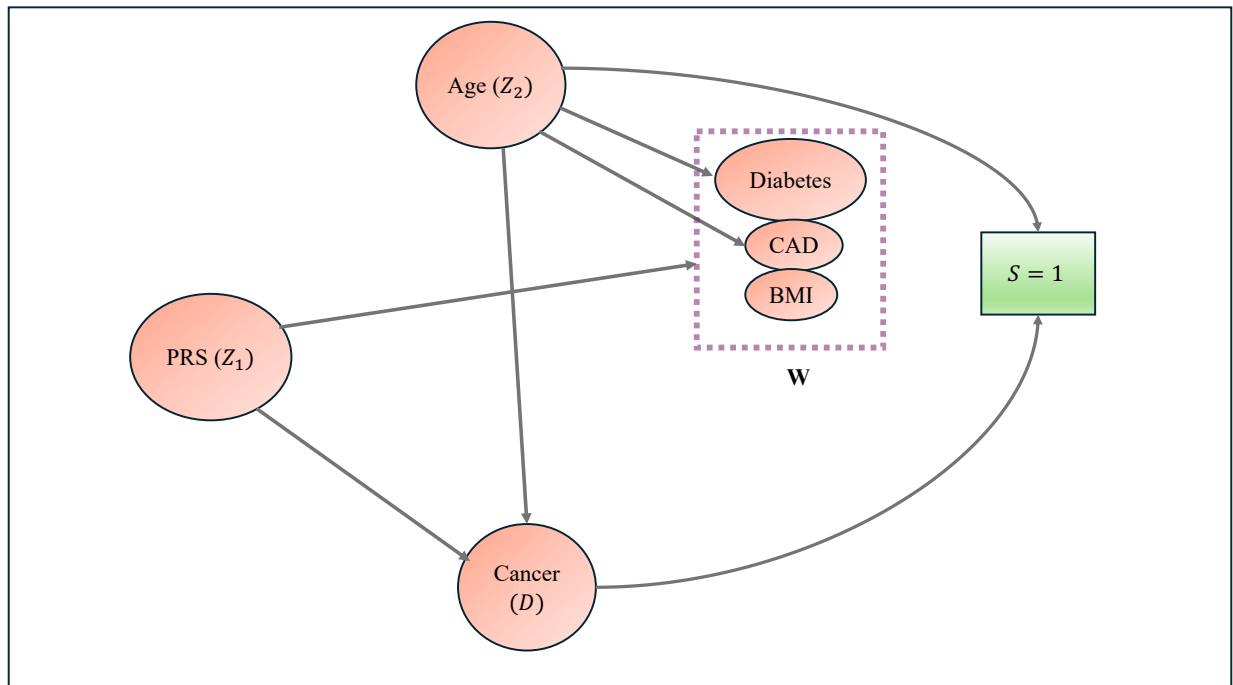 Age (Z₂)
Diabetes
CAD
BMI
W
S = 1
PRS (Z₁)
Cancer
(D)